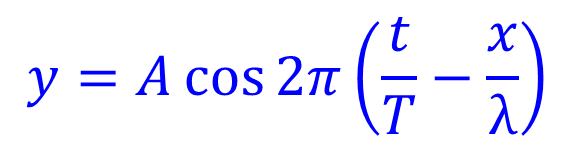 y = A cos 2π (t/T − x/λ)